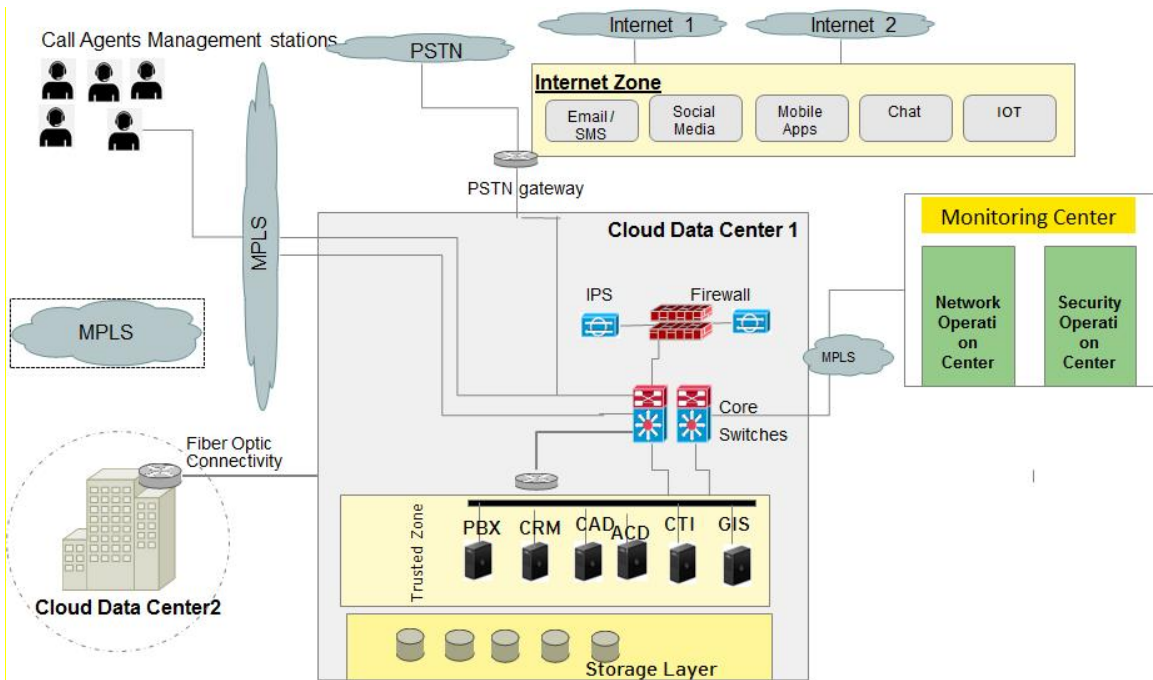 Call Agents Management stations
PSTN
Internet 1
Internet 2
Internet Zone
Email /
SMS
Social
Media
Mobile
Apps
Chat
IOT
PSTN gateway
MPLS
MPLS
Cloud Data Center 1
IPS
Firewall
Core
Switches
MPLS
Monitoring Center
Network
Operati
on
Center
Security
Operati
on
Center
Fiber Optic
Connectivity
Cloud Data Center2
Trusted Zone
PBX
CRM
CAD
ACD
CTI
GIS
Storage Layer